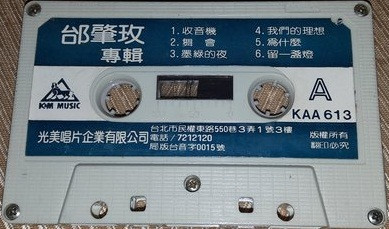 邰肇玫
專輯
1.收音機
2.舞 會
3.墨綠的夜
4.我們的理想
5.為什麼
6.留一盞燈
K&M MUSIC
A
KAA 613
光美唱片企業有限公司
台北市民權東路550巷3弄1號3樓
電話/7212120
局版台音字0015號
版權所有
翻印必究